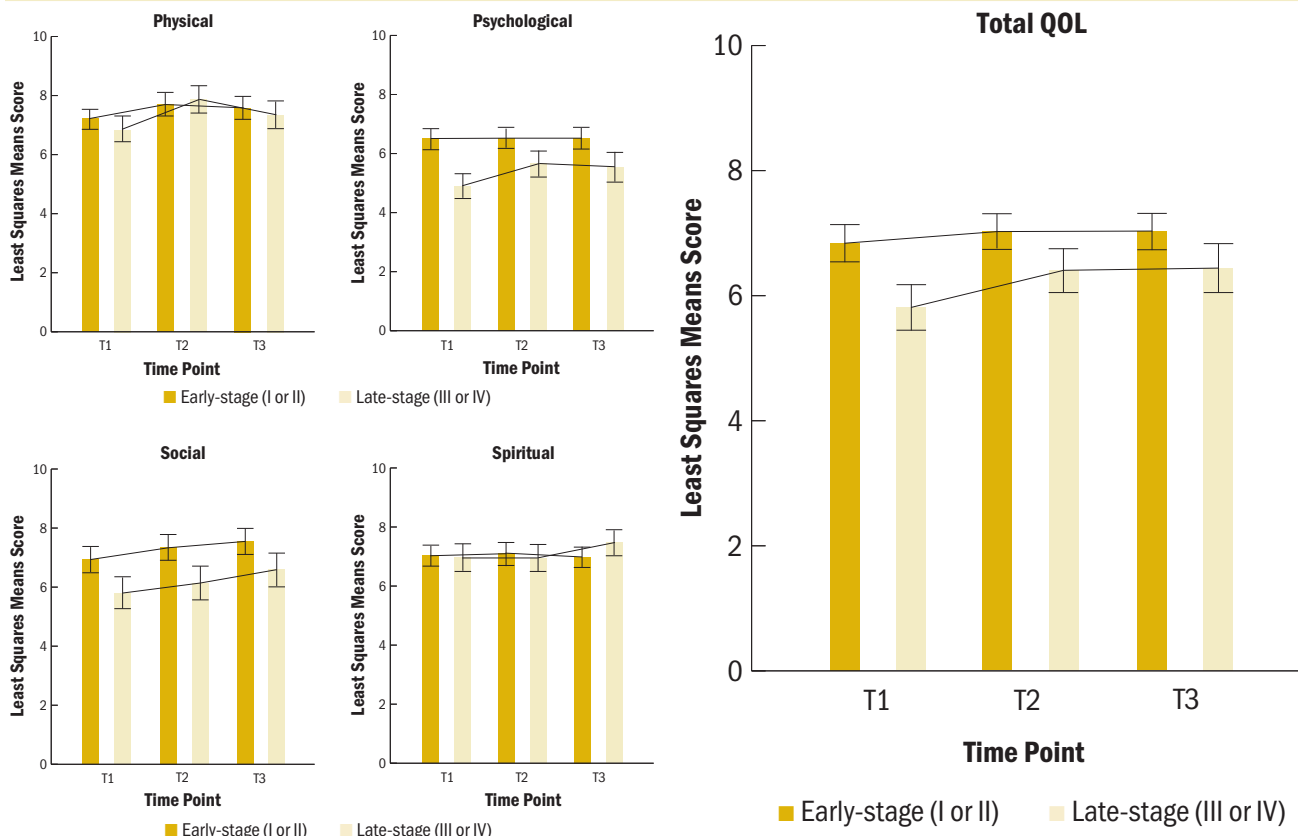 Physical
Least Squares Means Score
10
8
6
4
2
0
T1 T2 T3
Time Point
Psychological
Least Squares Means Score
10
8
6
4
2
0
T1 T2 T3
Time Point
Early-stage (I or II) Late-stage (III or IV)
Social
Least Squares Means Score
10
8
6
4
2
0
T1 T2 T3
Time Point
Spiritual
Least Squares Means Score
10
8
6
4
2
0
T1 T2 T3
Time Point
Early-stage (I or II) Late-stage (III or IV)
Total QOL
Least Squares Means Score
10
8
6
4
2
0
T1 T2 T3
Time Point
Early-stage (I or II) Late-stage (III or IV)